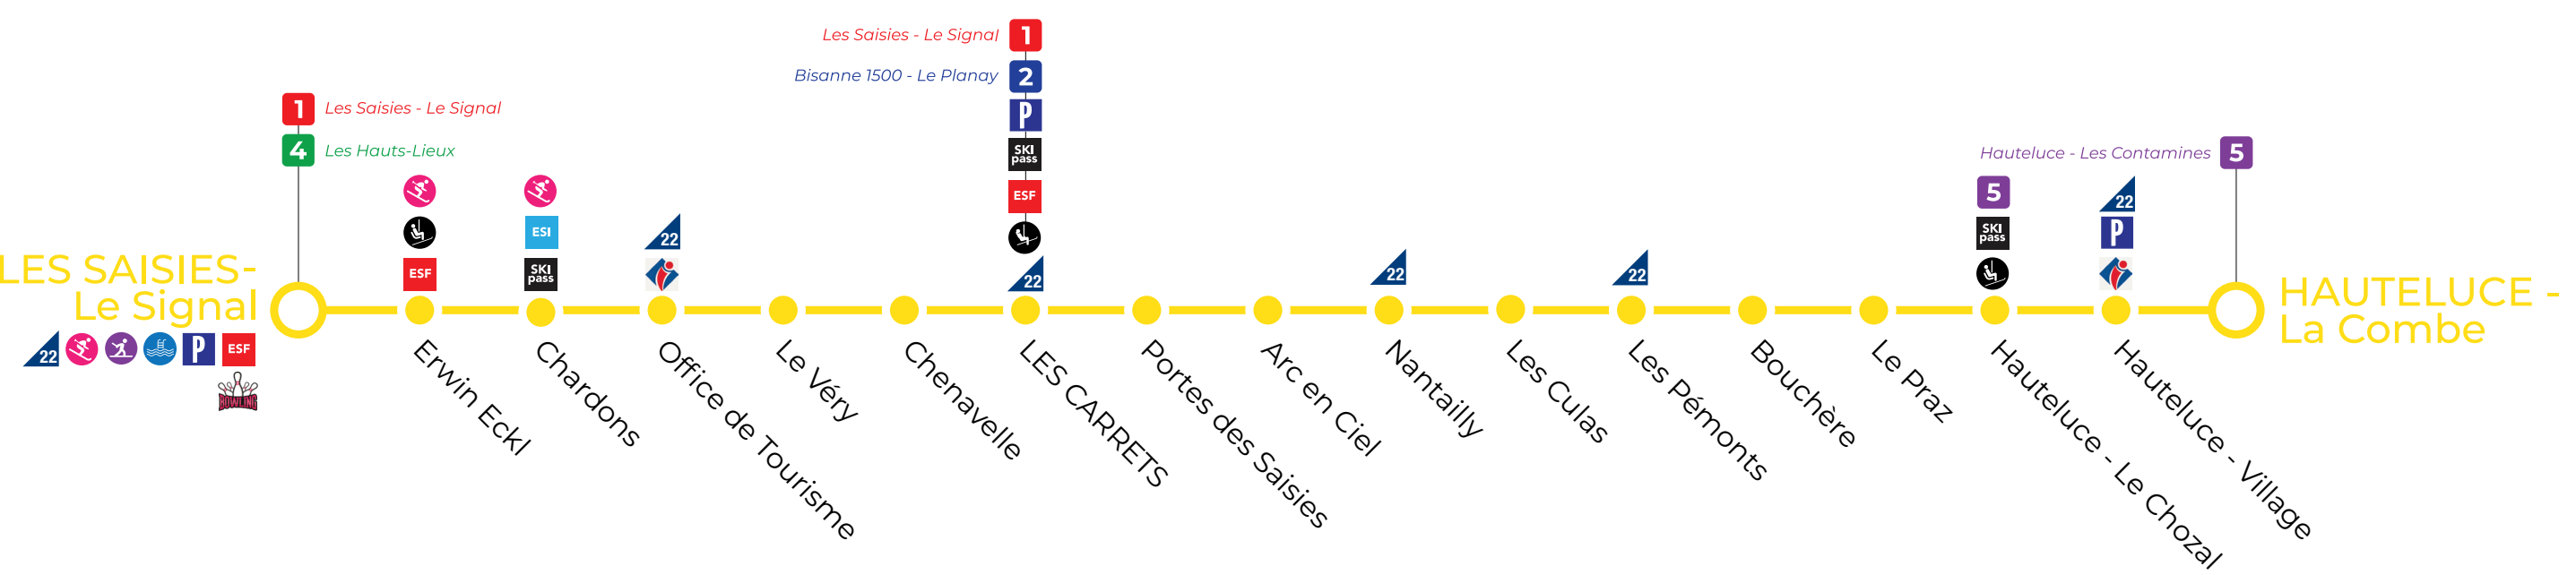 Les Saisies - Le Signal 1
Bisanne 1500 - Le Planay 2
P
SKI
pass
ESF
22
1 Les Saisies - Le Signal
4 Les Hauts-Lieux
ESF
ESI
SKI
pass
22
22
22
Hauteluce - Les Contamines 5
5
SKI
pass
22
P
LES SAISIES-
Le Signal
22 P ESF
BOWLING
HAUTELUCE -
La Combe
Erwin Eckl
Chardons
Office de Tourisme
Le Véry
Chenavelle
LES CARRETS
Portes des Saisies
Arc en Ciel
Nantailly
Les Culas
Les Pémonts
Bouchère
Le Praz
Hauteluce - Le Chozal
Hauteluce - Village